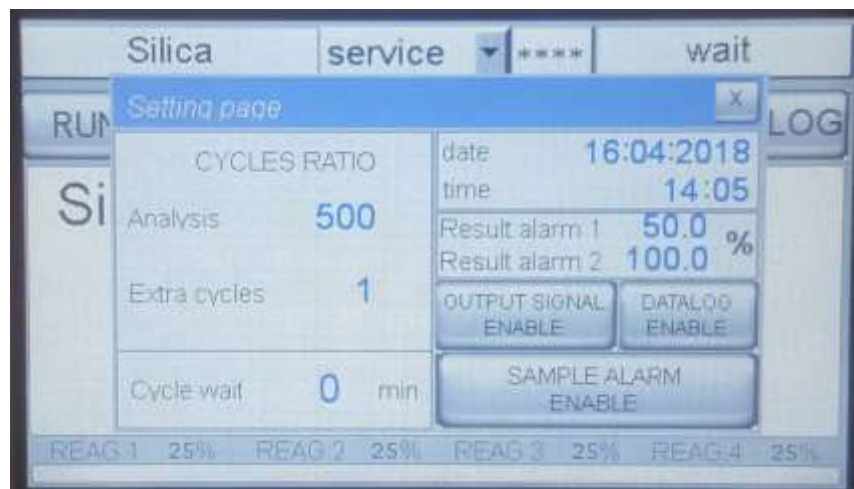 Silica service **** wait
RUN
LOG
Setting page X
CYCLES RATIO
Analysis 500
Extra cycles 1
Cycle wait 0 min
date 16:04:2018
time 14:05
Result alarm 1 50.0
Result alarm 2 100.0
%
OUTPUT SIGNAL
ENABLE
DATALOG
ENABLE
SAMPLE ALARM
ENABLE
Si
REAG.1 25% REAG.2 25% REAG.3 25% REAG.4 25%